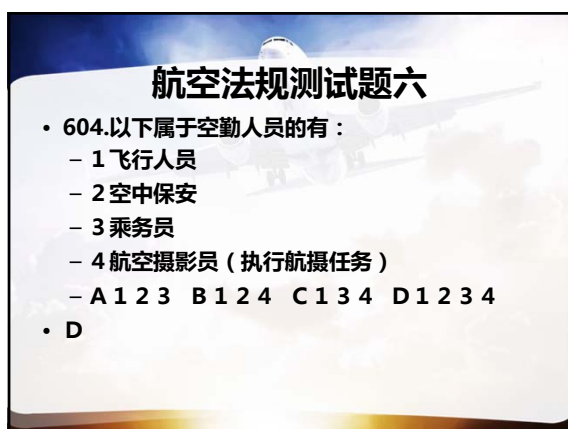 航空法规测试题六
• 604.以下属于空勤人员的有：
– 1飞行人员
– 2空中保安
– 3乘务员
– 4航空摄影员（执行航摄任务）
– A 1 2 3 B 1 2 4 C 1 3 4 D 1 2 3 4
• D